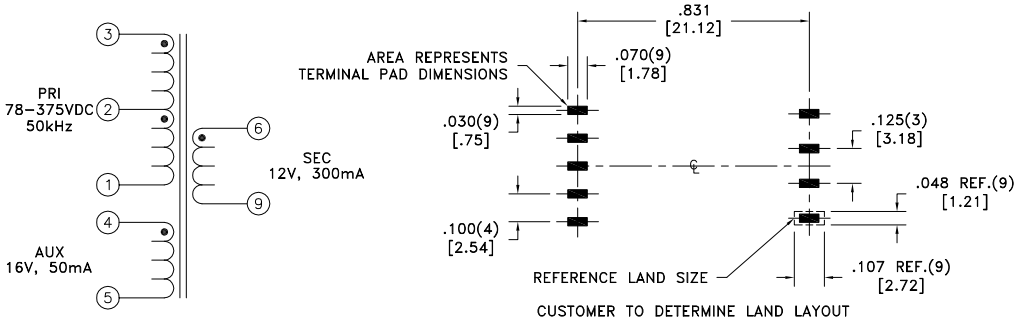 3
PRI
78-375VDC
50kHz
2
1
6
SEC
12V, 300mA
9
4
AUX
16V, 50mA
5
.831
[21.12]
AREA REPRESENTS
TERMINAL PAD DIMENSIONS
.070(9)
[1.78]
.030(9)
[.75]
.125(3)
[3.18]
℄
.048 REF.(9)
[1.21]
.100(4)
[2.54]
REFERENCE LAND SIZE
.107 REF.(9)
[2.72]
CUSTOMER TO DETERMINE LAND LAYOUT